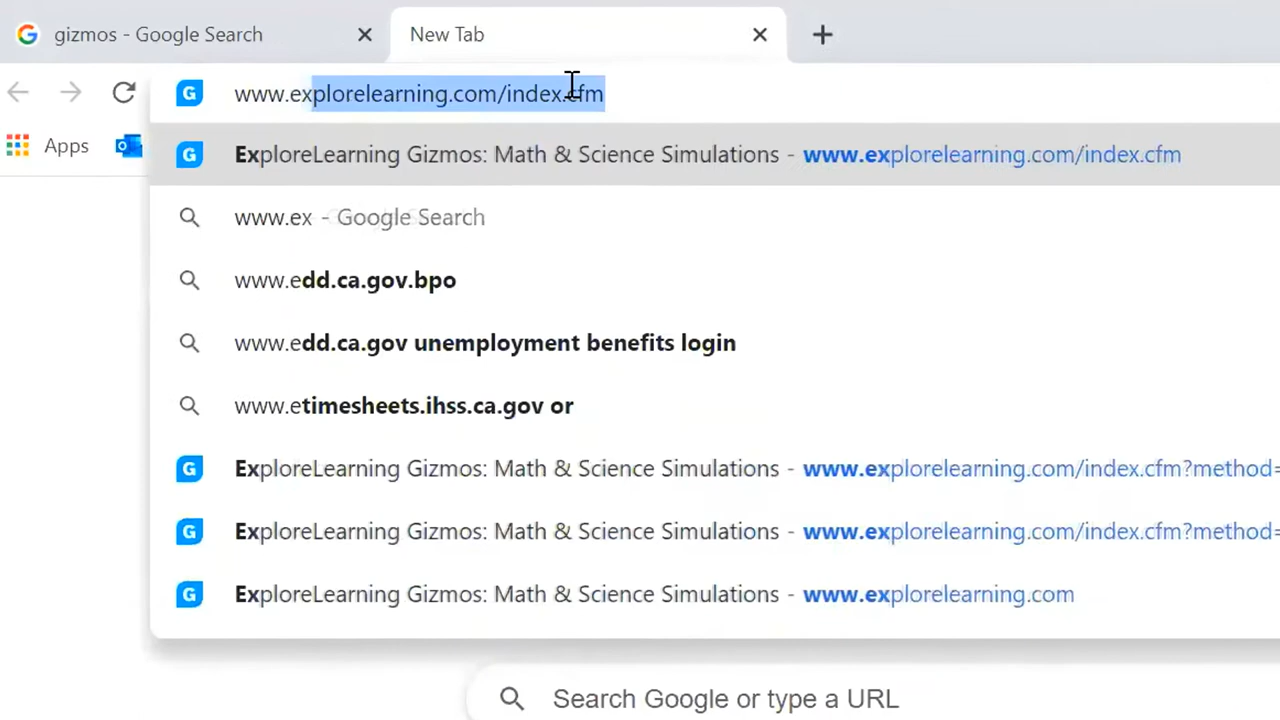 gizmos - Google Search
New Tab
www.explorelearning.com/index.cfm
Apps
ExploreLearning Gizmos: Math & Science Simulations - www.explorelearning.com/index.cfm
www.ex - Google Search
www.edd.ca.gov.bpo
www.edd.ca.gov unemployment benefits login
www.etimesheets.ihss.ca.gov or
ExploreLearning Gizmos: Math & Science Simulations - www.explorelearning.com/index.cfm?method=
ExploreLearning Gizmos: Math & Science Simulations - www.explorelearning.com/index.cfm?method=
ExploreLearning Gizmos: Math & Science Simulations - www.explorelearning.com
Search Google or type a URL